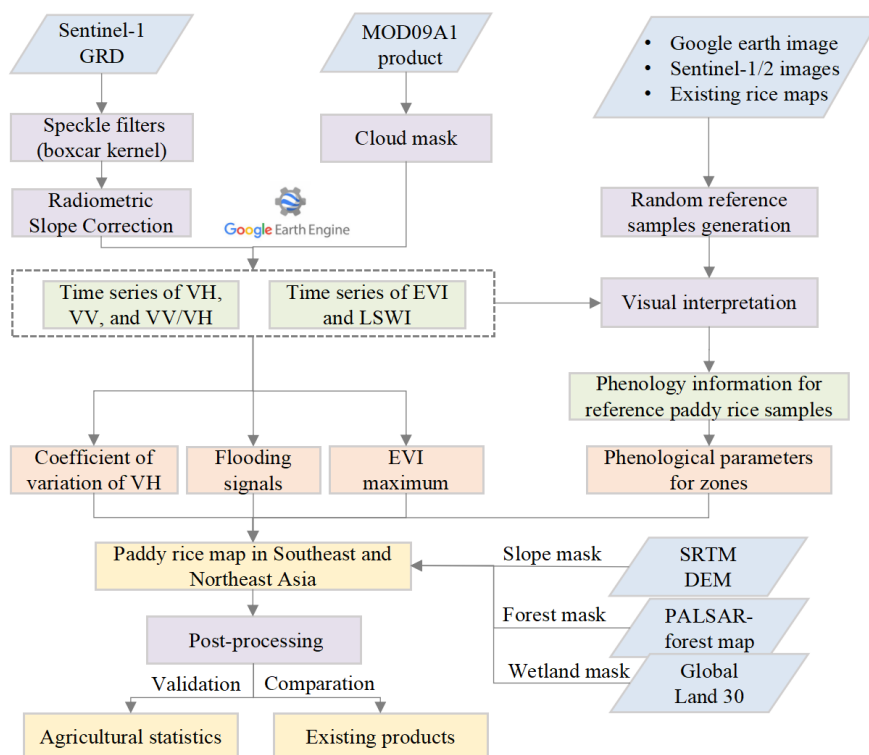 Sentinel-1
GRD
MOD09A1
product
• Google earth image
• Sentinel-1/2 images
• Existing rice maps
Speckle filters
(boxcar kernel)
Cloud mask
Radiometric
Slope Correction
Google Earth Engine
Random reference
samples generation
Time series of VH,
VV, and VV/VH
Time series of EVI
and LSWI
Visual interpretation
Phenology information for
reference paddy rice samples
Coefficient of
variation of VH
Flooding
signals
EVI
maximum
Phenological parameters
for zones
Paddy rice map in Southeast and
Northeast Asia
Slope mask
SRTM
DEM
Forest mask
PALSAR-
forest map
Post-processing
Wetland mask
Global
Land 30
Validation
Comparation
Agricultural statistics
Existing products